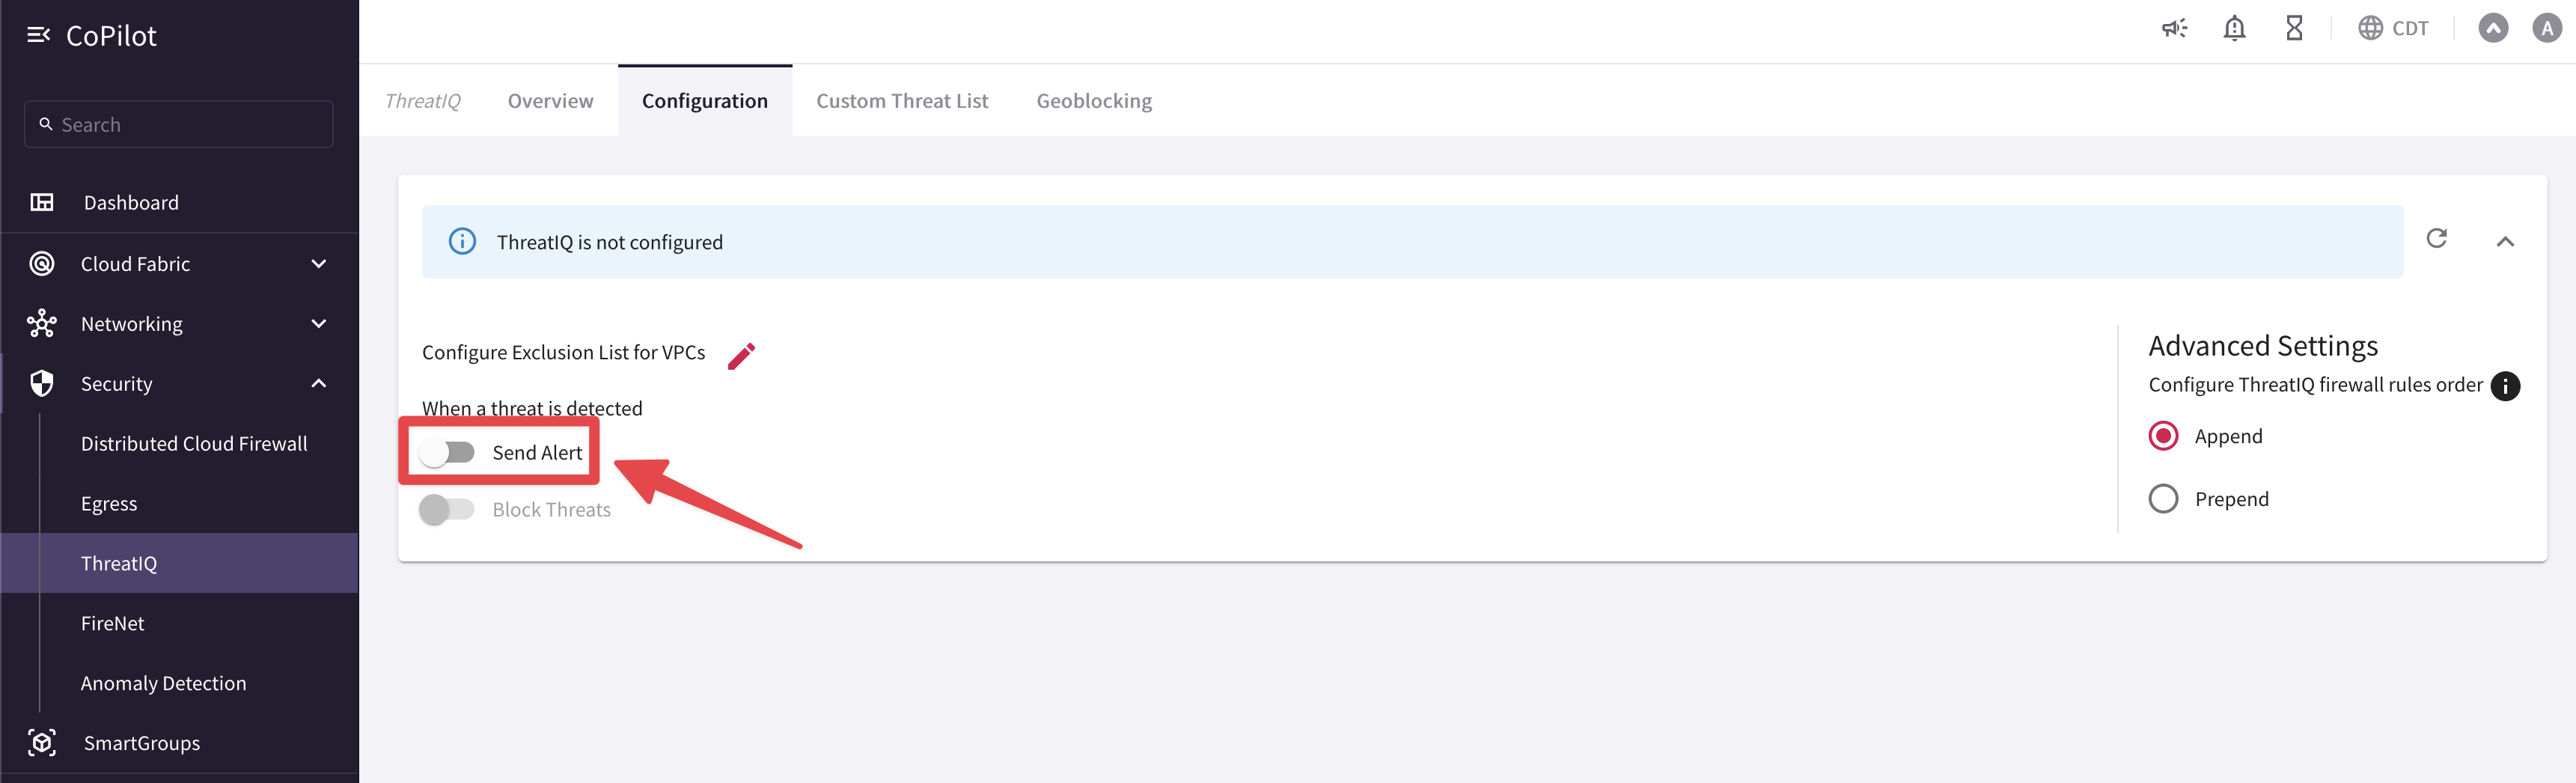 CoPilot
Search
Dashboard
Cloud Fabric
Networking
Security
Distributed Cloud Firewall
Egress
ThreatIQ
FireNet
Anomaly Detection
SmartGroups
CDT
A
ThreatIQ
Overview
Configuration
Custom Threat List
Geoblocking
ThreatIQ is not configured
Configure Exclusion List for VPCs
When a threat is detected
Send Alert
Block Threats
Advanced Settings
Configure ThreatIQ firewall rules order
Append
Prepend